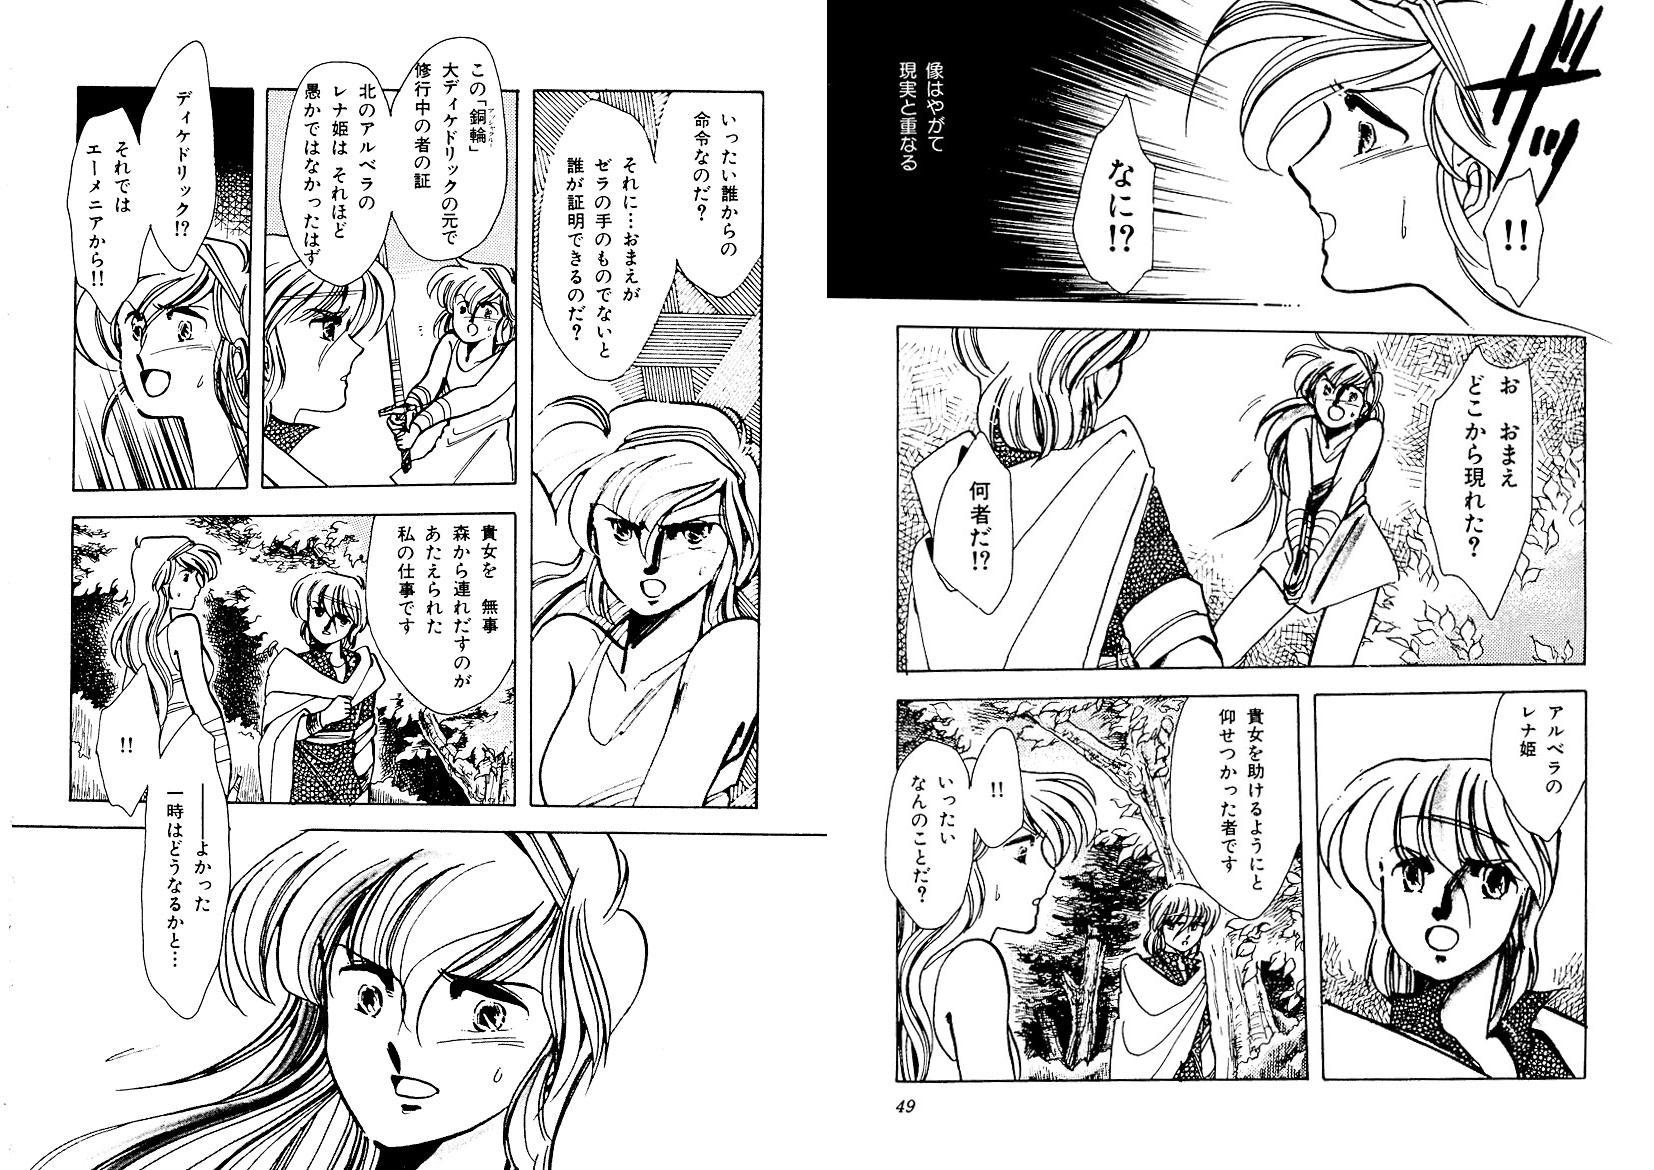 像はやがて
現実と重なる
ザッ
!!
なに!?
お　おまえ
どこから現れた?
何者だ!?
アルベラの
レナ姫
貴女を助けるようにと
仰せつかった者です
!!
いったい
なんのことだ?
49
いったい誰からの
命令なのだ?
それに…おまえが
ゼラの手のものでないと
誰が証明できるのだ?
この「銅輪」
大ディケドリックの元で
修行中の者の証
北のアルベラの
レナ姫は それほど
愚かではなかったはず
ディケドリック!?
それでは
エーメニアから!!
貴女を　無事
森から連れだすのが
あたえられた
私の仕事です
!!
──よかった
一時はどうなるかと…